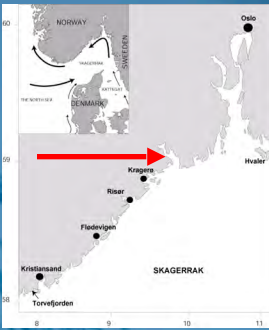 NORWAY
SWEDEN
SKAGERRAK
KATTEGAT
THE NORTH SEA
DENMARK
Oslo
60
59
58
Hvaler
Kragerø
Risør
Flødevigen
Kristiansand
SKAGERRAK
Torvefjorden
8
9
10
11